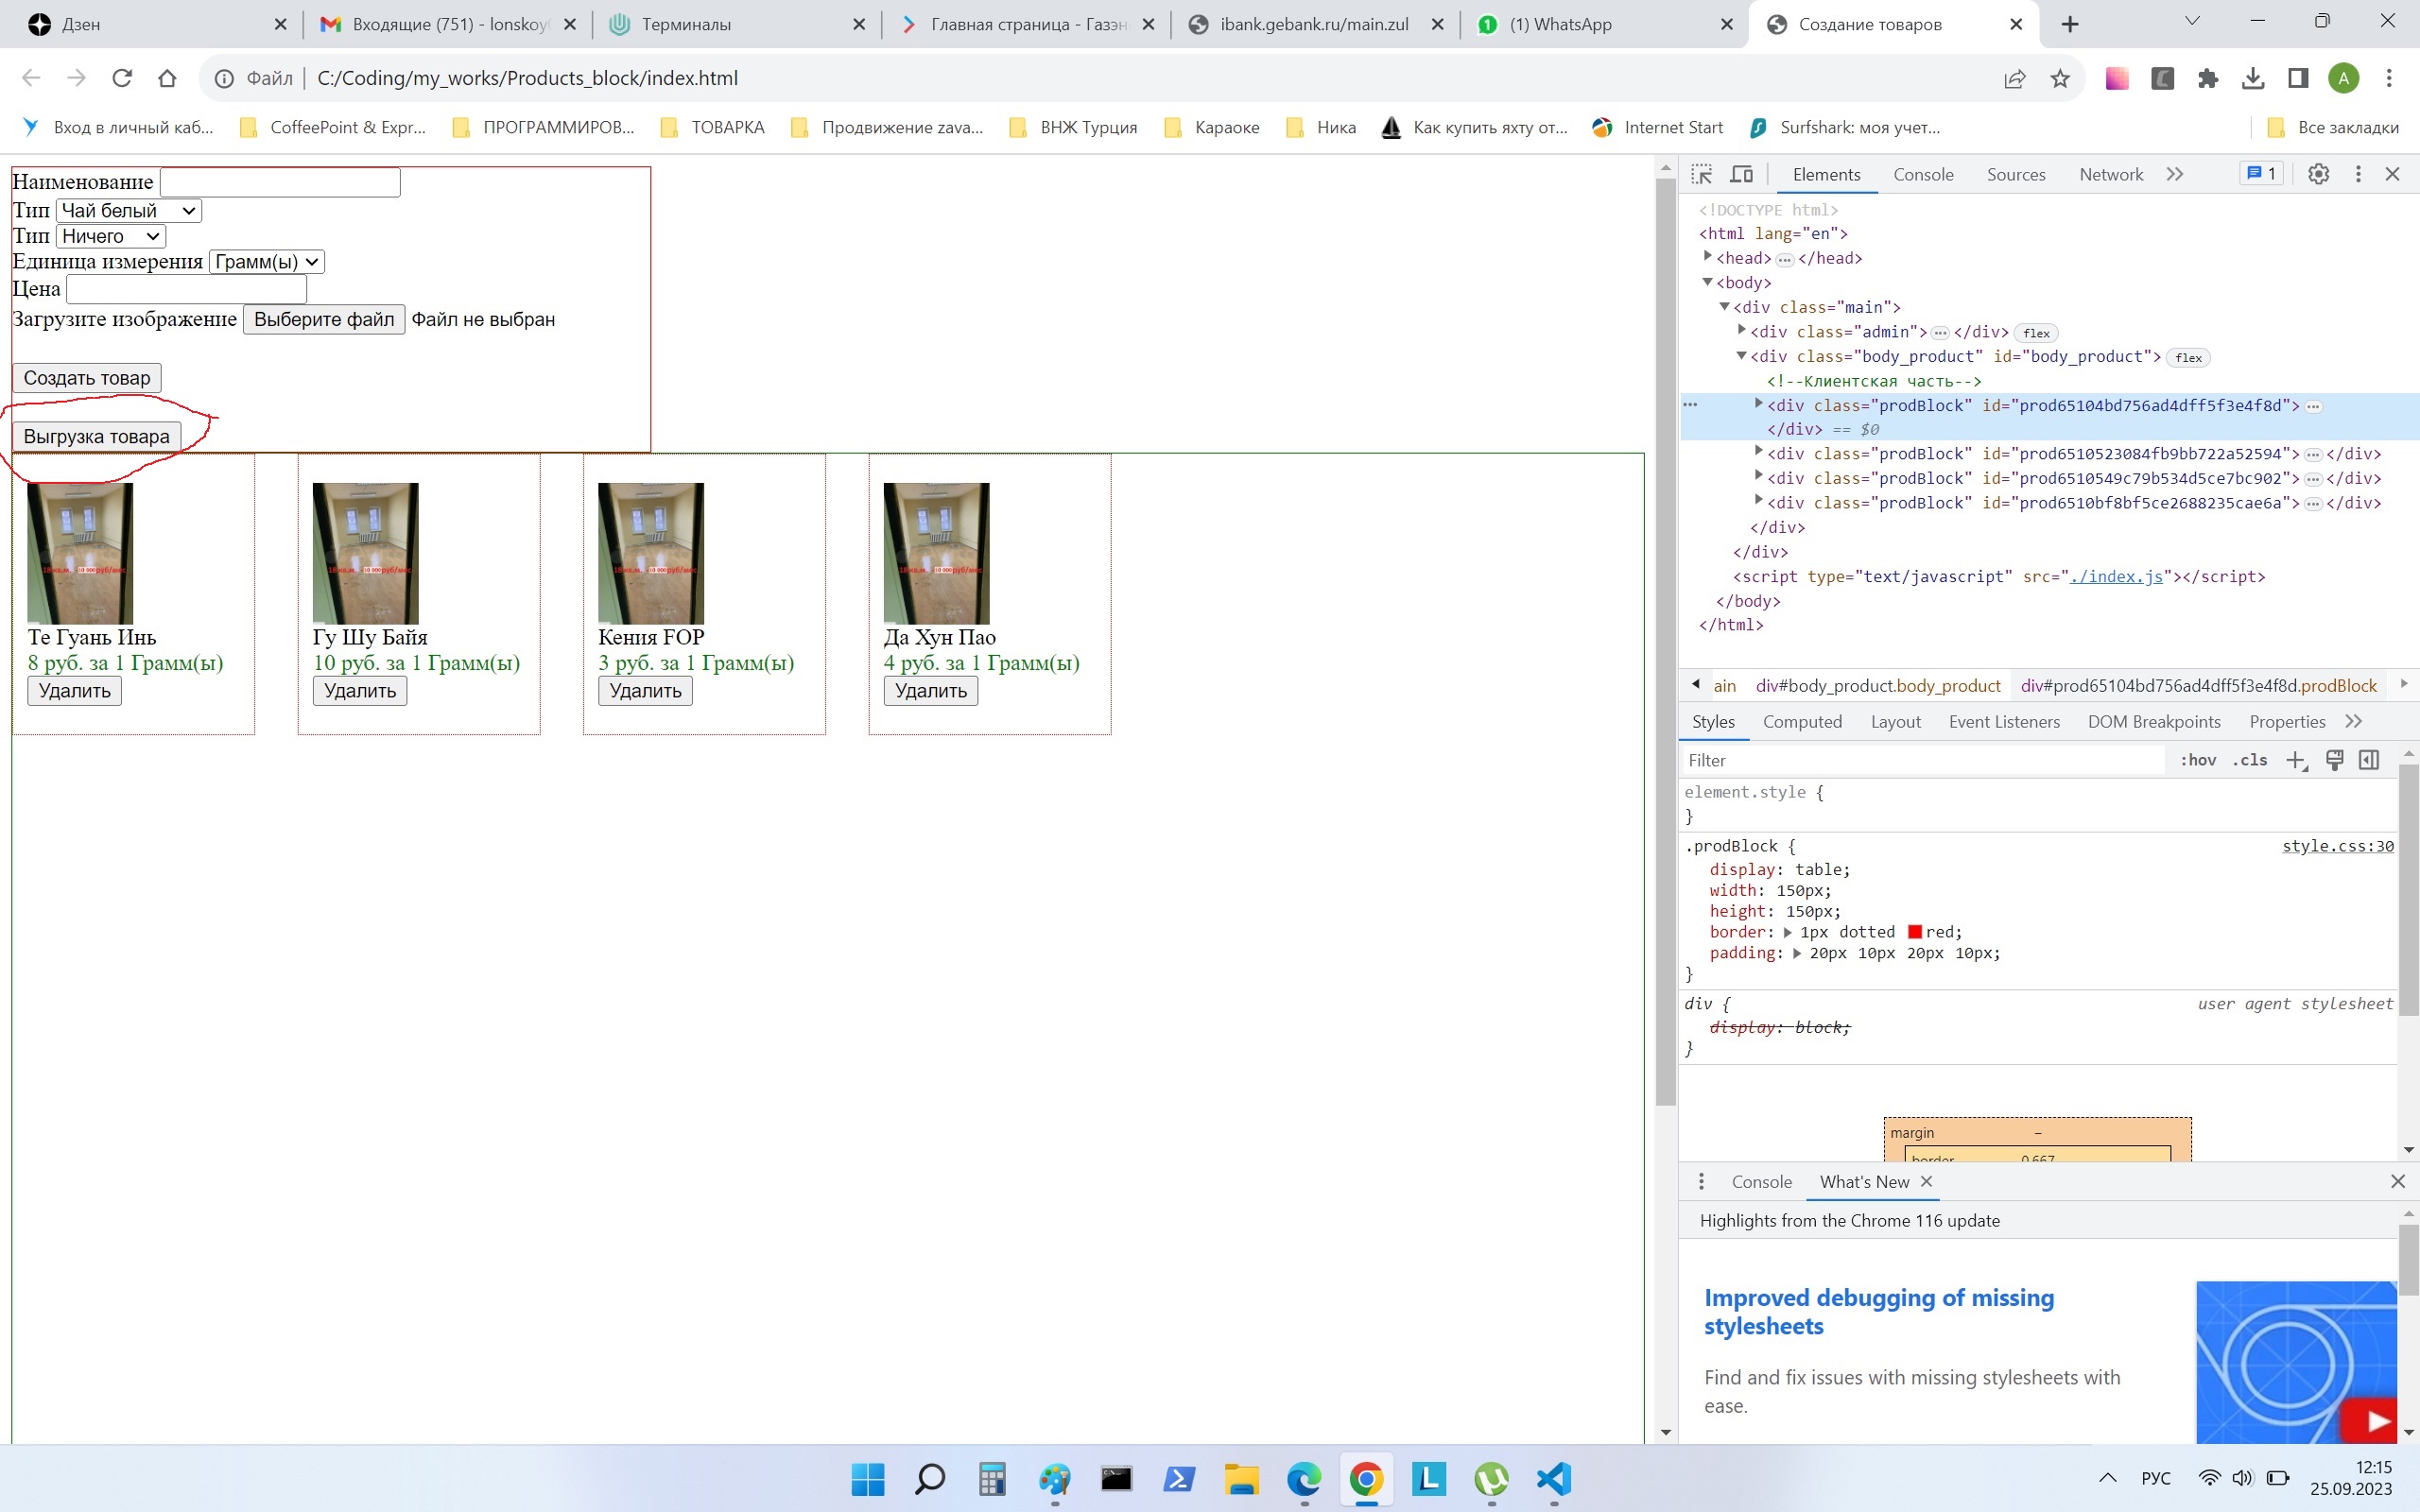 Дзен
Входящие (751) - lonskoy
Терминалы
Главная страница - Газэн
ibank.gebank.ru/main.zul
(1) WhatsApp
Создание товаров
Файл
C:/Coding/my_works/Products_block/index.html
A
Вход в личный каб...
CoffeePoint & Expr...
ПРОГРАММИРОВ...
ТОВАРКА
Продвижение zava...
ВНЖ Турция
Караоке
Ника
Как купить яхту от...
Internet Start
Surfshark: моя учет...
Все закладки
Наименование
Тип Чай белый
Тип Ничего
Единица измерения Грамм(ы)
Цена
Загрузите изображение Выберите файл Файл не выбран
Создать товар
Выгрузка товара
Те Гуань Инь
8 руб. за 1 Грамм(ы)
Удалить
Гу Шу Байя
10 руб. за 1 Грамм(ы)
Удалить
Кения FOP
3 руб. за 1 Грамм(ы)
Удалить
Да Хун Пао
4 руб. за 1 Грамм(ы)
Удалить
Elements Console Sources Network 1
<!DOCTYPE html>
<html lang="en">
<head> ••• </head>
<body>
<div class="main">
<div class="admin"> ••• </div> flex
<div class="body_product" id="body_product"> flex
<!--Клиентская часть-->
<div class="prodBlock" id="prod65104bd756ad4dff5f3e4f8d"> •••
</div> == $0
<div class="prodBlock" id="prod6510523084fb9bb722a52594"> ••• </div>
<div class="prodBlock" id="prod6510549c79b534d5ce7bc902"> ••• </div>
<div class="prodBlock" id="prod6510bf8bf5ce2688235cae6a"> ••• </div>
</div>
</div>
<script type="text/javascript" src="./index.js"></script>
</body>
</html>
ain div#body_product.body_product div#prod65104bd756ad4dff5f3e4f8d.prodBlock
Styles Computed Layout Event Listeners DOM Breakpoints Properties
Filter :hov .cls
element.style {
}
.prodBlock { style.css:30
display: table;
width: 150px;
height: 150px;
border: 1px dotted red;
padding: 20px 10px 20px 10px;
}
div { user agent stylesheet
display: block;
}
margin –
border 0.667
Console What's New
Highlights from the Chrome 116 update
Improved debugging of missing
stylesheets
Find and fix issues with missing stylesheets with
ease.
РУС
12:15
25.09.2023